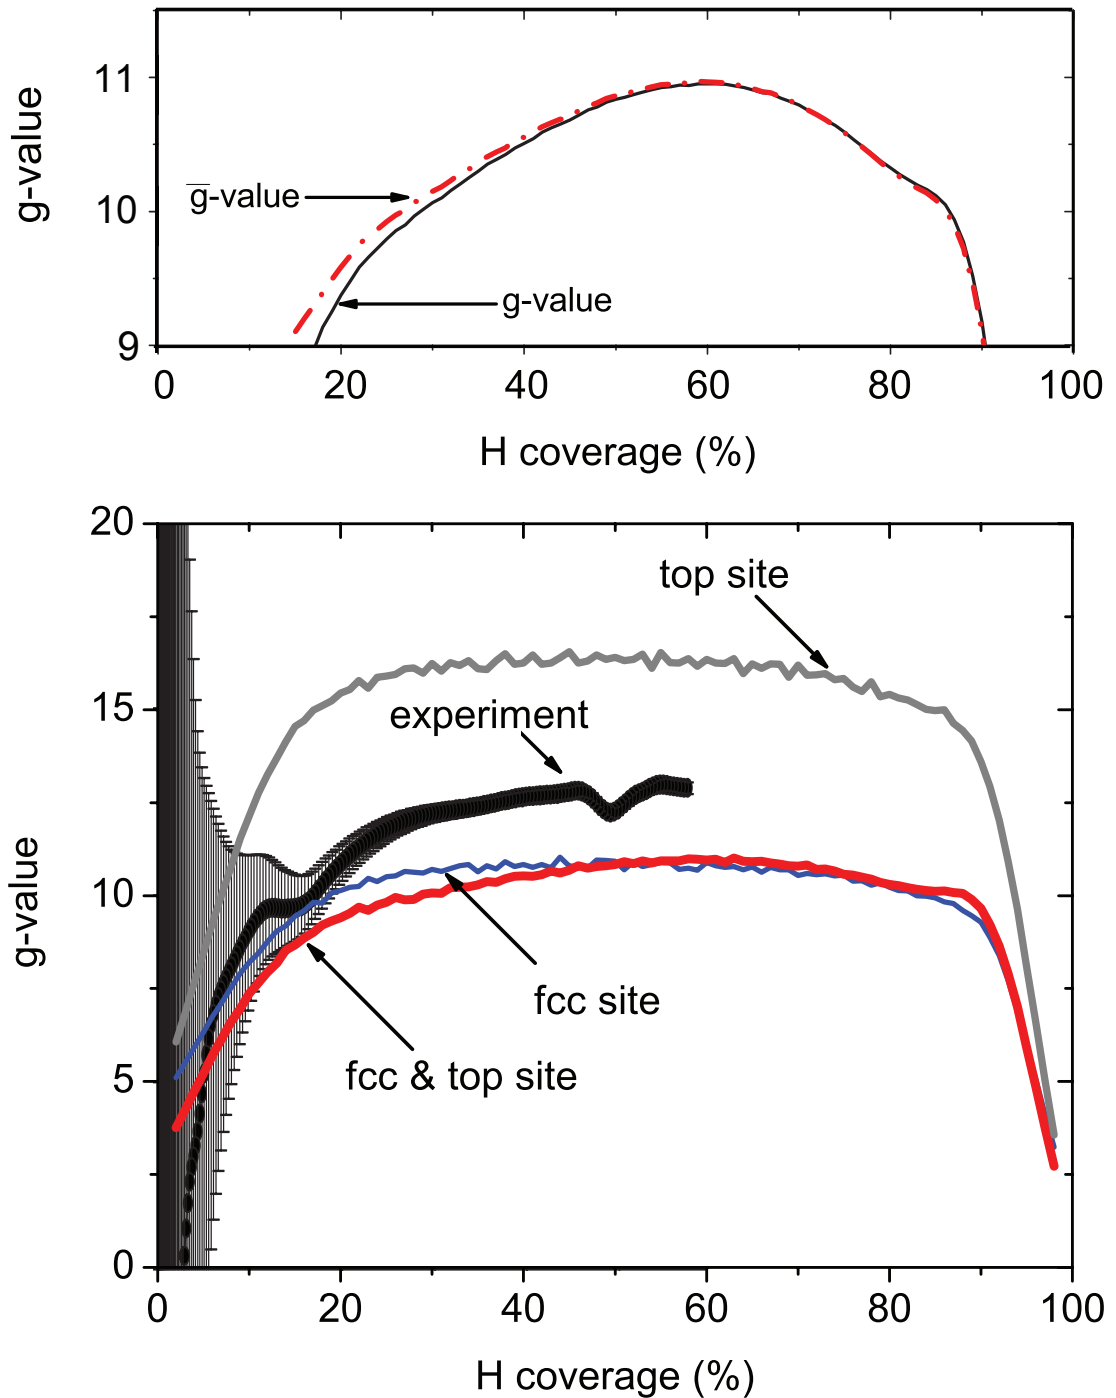 g-value
11
10
9
g̅-value
g-value
0 20 40 60 80 100
H coverage (%)
g-value
20
15
10
5
0
top site
experiment
fcc site
fcc & top site
0 20 40 60 80 100
H coverage (%)